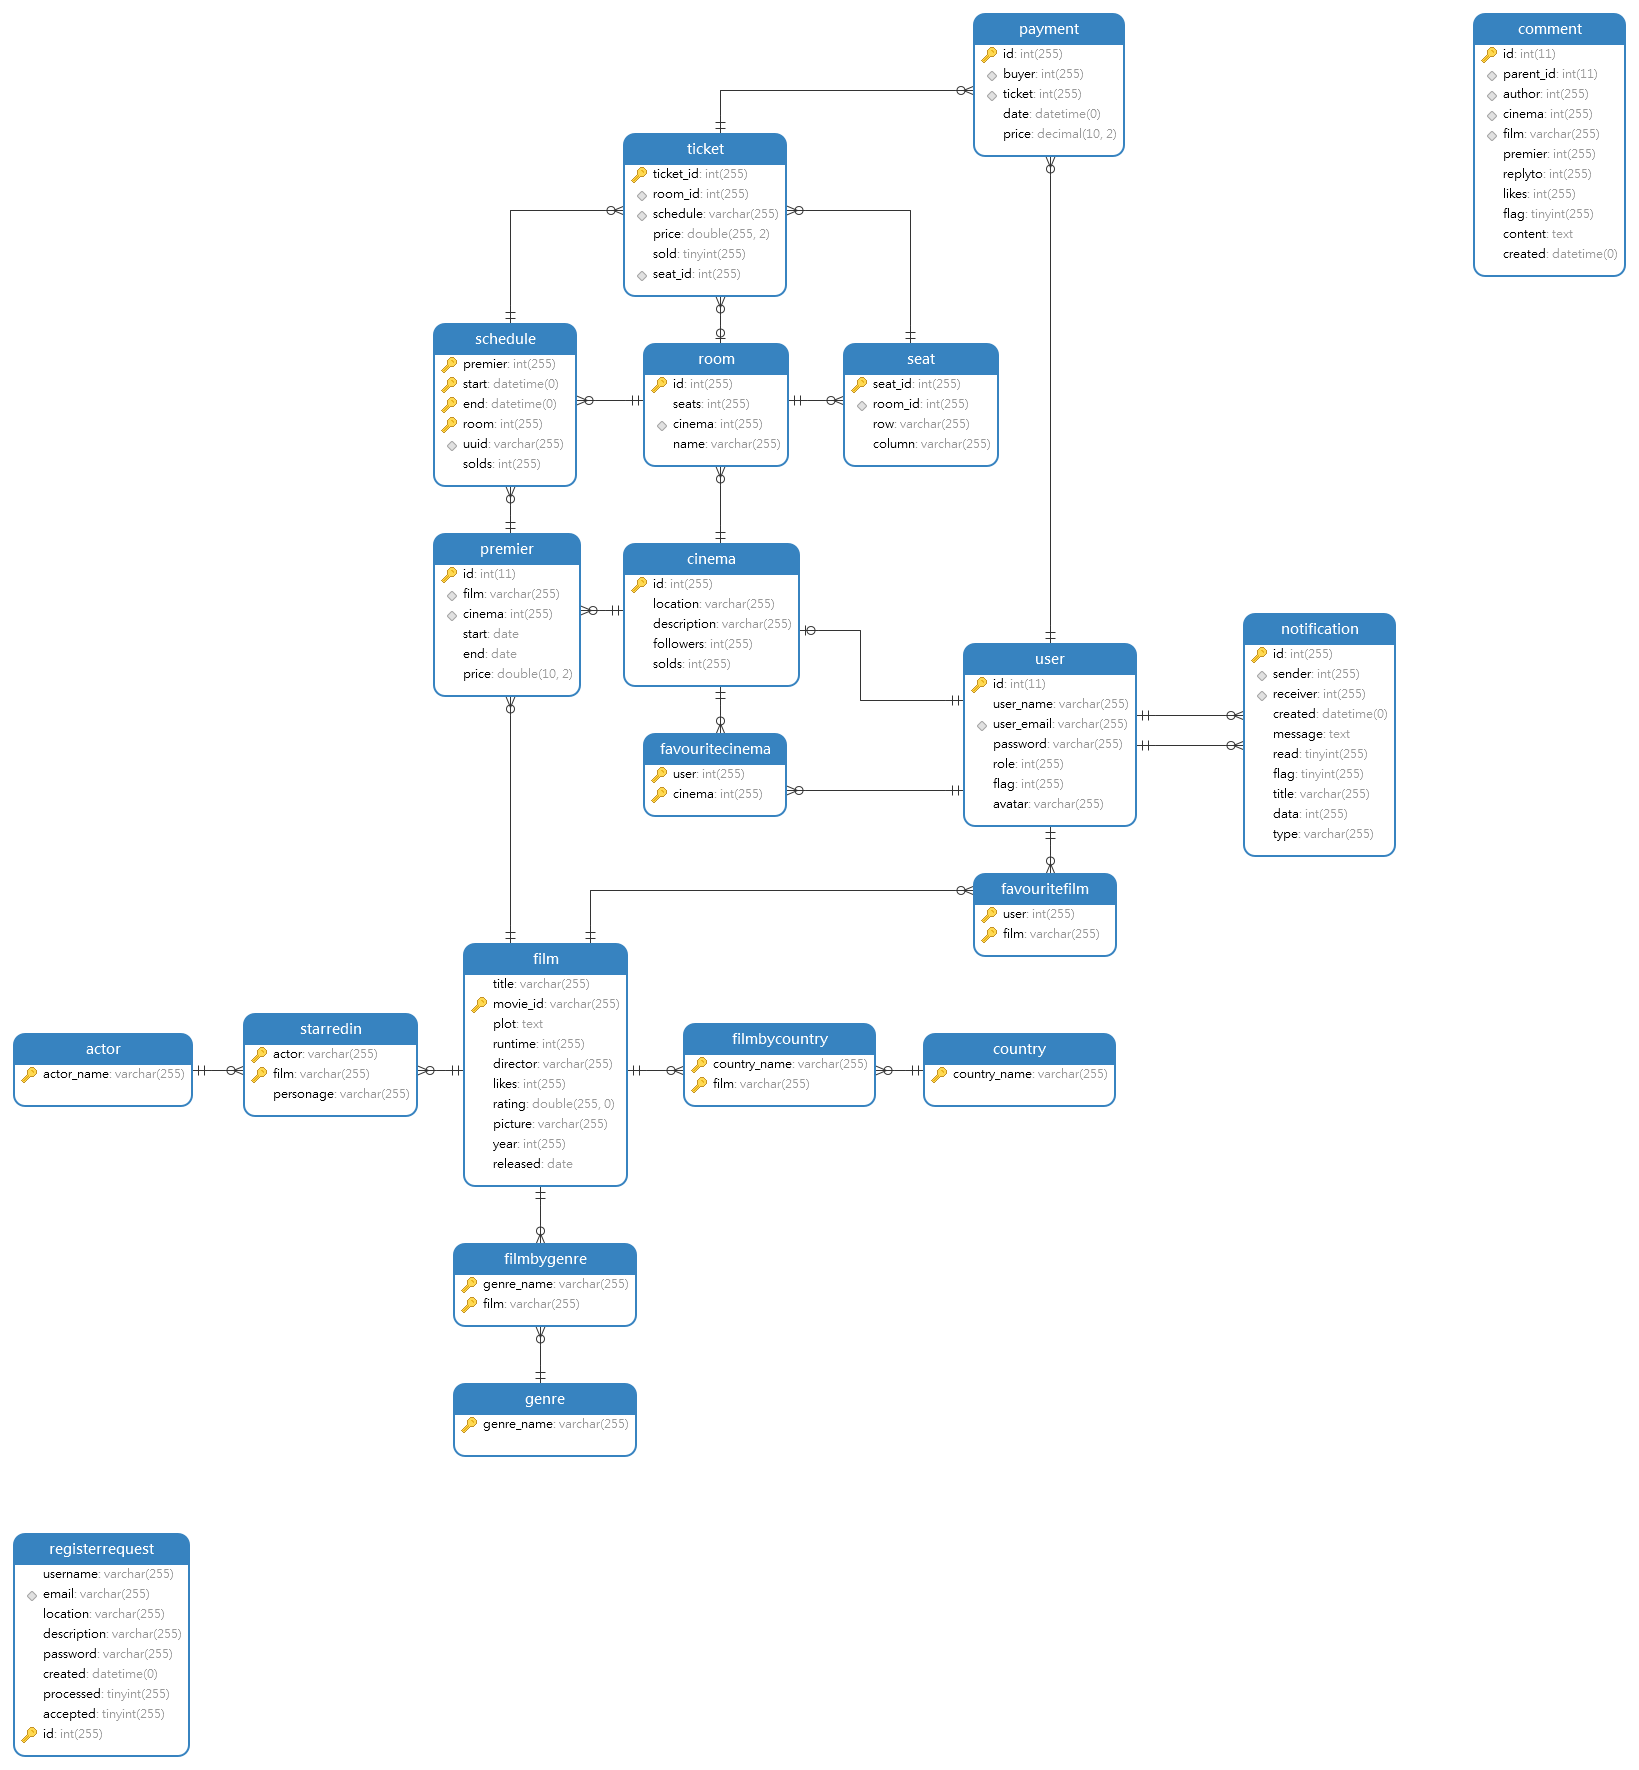 payment
id: int(255)
buyer: int(255)
ticket: int(255)
date: datetime(0)
price: decimal(10, 2)
comment
id: int(11)
parent_id: int(11)
author: int(255)
cinema: int(255)
film: varchar(255)
premier: int(255)
replyto: int(255)
likes: int(255)
flag: tinyint(255)
content: text
created: datetime(0)
ticket
ticket_id: int(255)
room_id: int(255)
schedule: varchar(255)
price: double(255, 2)
sold: tinyint(255)
seat_id: int(255)
schedule
premier: int(255)
start: datetime(0)
end: datetime(0)
room: int(255)
uuid: varchar(255)
solds: int(255)
room
id: int(255)
seats: int(255)
cinema: int(255)
name: varchar(255)
seat
seat_id: int(255)
room_id: int(255)
row: varchar(255)
column: varchar(255)
premier
id: int(11)
film: varchar(255)
cinema: int(255)
start: date
end: date
price: double(10, 2)
cinema
id: int(255)
location: varchar(255)
description: varchar(255)
followers: int(255)
solds: int(255)
user
id: int(11)
user_name: varchar(255)
user_email: varchar(255)
password: varchar(255)
role: int(255)
flag: int(255)
avatar: varchar(255)
notification
id: int(255)
sender: int(255)
receiver: int(255)
created: datetime(0)
message: text
read: tinyint(255)
flag: tinyint(255)
title: varchar(255)
data: int(255)
type: varchar(255)
favouritecinema
user: int(255)
cinema: int(255)
favouritefilm
user: int(255)
film: varchar(255)
film
title: varchar(255)
movie_id: varchar(255)
plot: text
runtime: int(255)
director: varchar(255)
likes: int(255)
rating: double(255, 0)
picture: varchar(255)
year: int(255)
released: date
actor
actor_name: varchar(255)
starredin
actor: varchar(255)
film: varchar(255)
personage: varchar(255)
filmbycountry
country_name: varchar(255)
film: varchar(255)
country
country_name: varchar(255)
filmbygenre
genre_name: varchar(255)
film: varchar(255)
genre
genre_name: varchar(255)
registerrequest
username: varchar(255)
email: varchar(255)
location: varchar(255)
description: varchar(255)
password: varchar(255)
created: datetime(0)
processed: tinyint(255)
accepted: tinyint(255)
id: int(255)